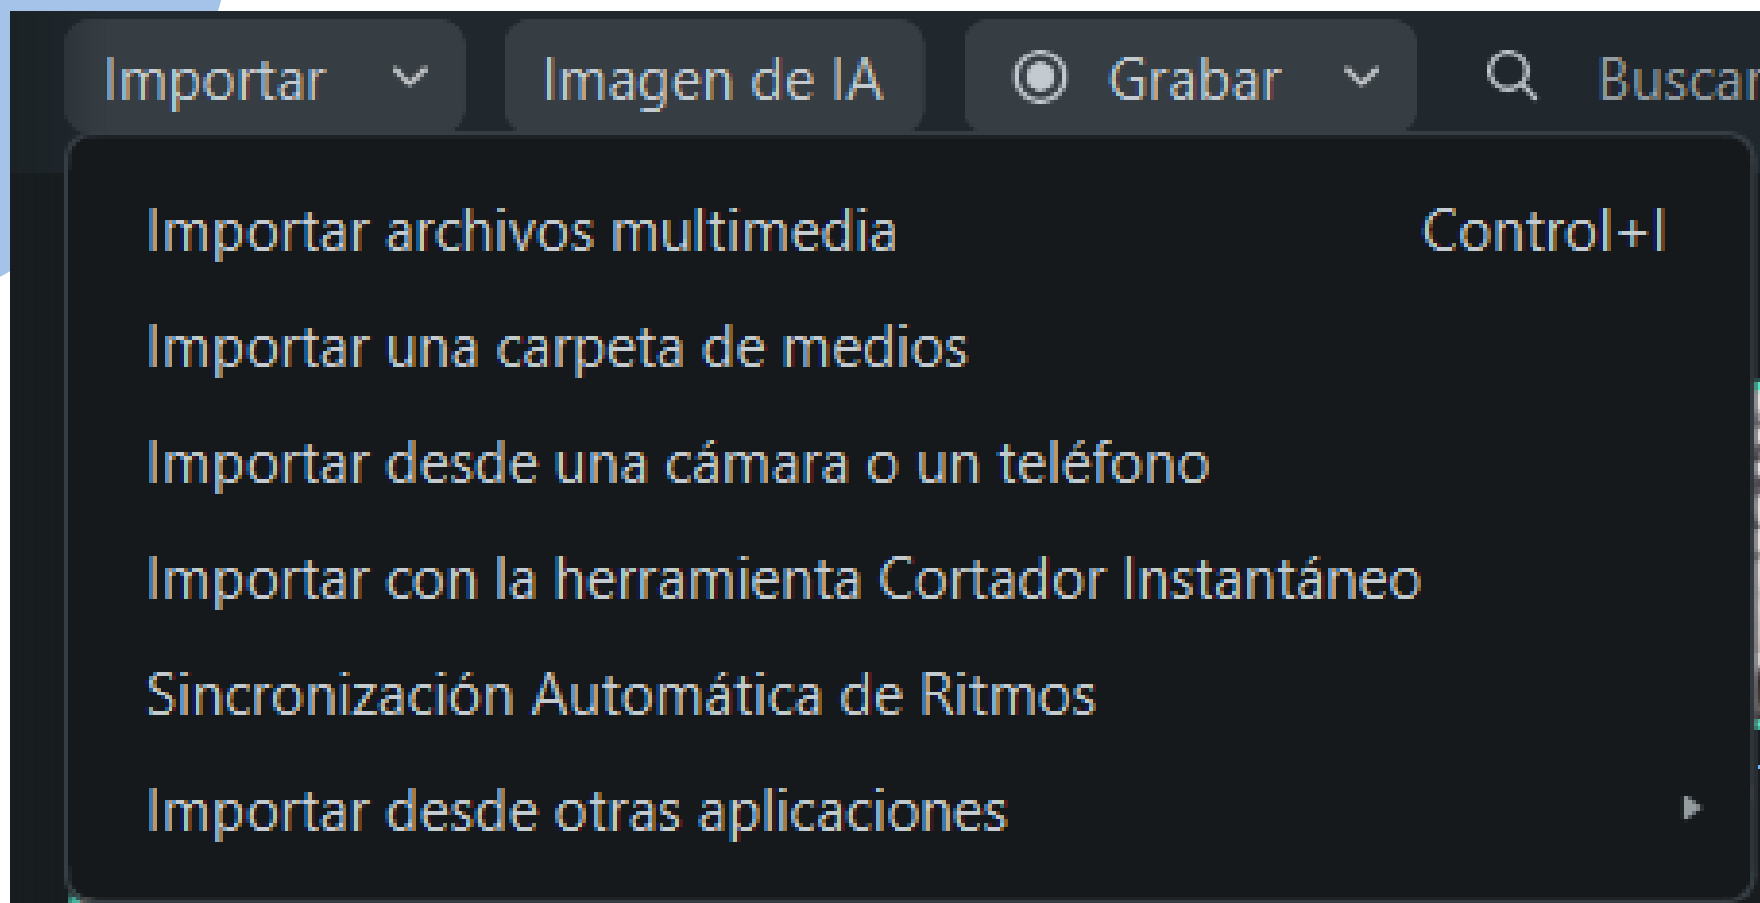 Importar Imagen de IA Grabar Buscar
Importar archivos multimedia Control+I
Importar una carpeta de medios
Importar desde una cámara o un teléfono
Importar con la herramienta Cortador Instantáneo
Sincronización Automática de Ritmos
Importar desde otras aplicaciones